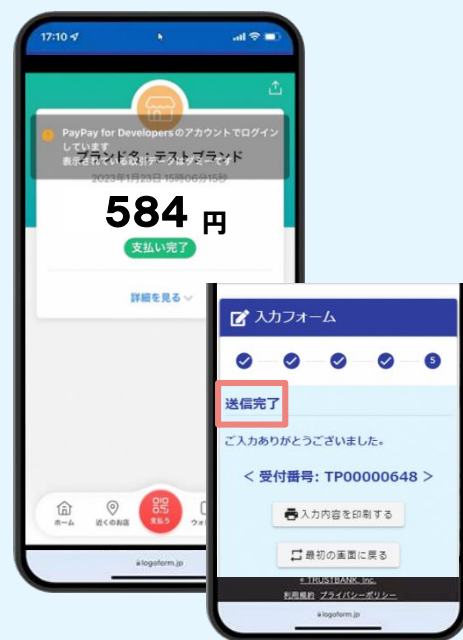 17:10
PayPay for Developersのアカウントでログイン
しています
表示されている取引データはダミーです
ブランド名：テストブランド
2023年1月23日 15時06分15秒
584 円
支払い完了
詳細を見る
ホーム
近くのお店
支払う
logoform.jp
入力フォーム
5
送信完了
ご入力ありがとうございました。
< 受付番号: TP00000648 >
入力内容を印刷する
最初の画面に戻る
© TRUSTBANK, Inc.
利用規約 プライバシーポリシー
logoform.jp